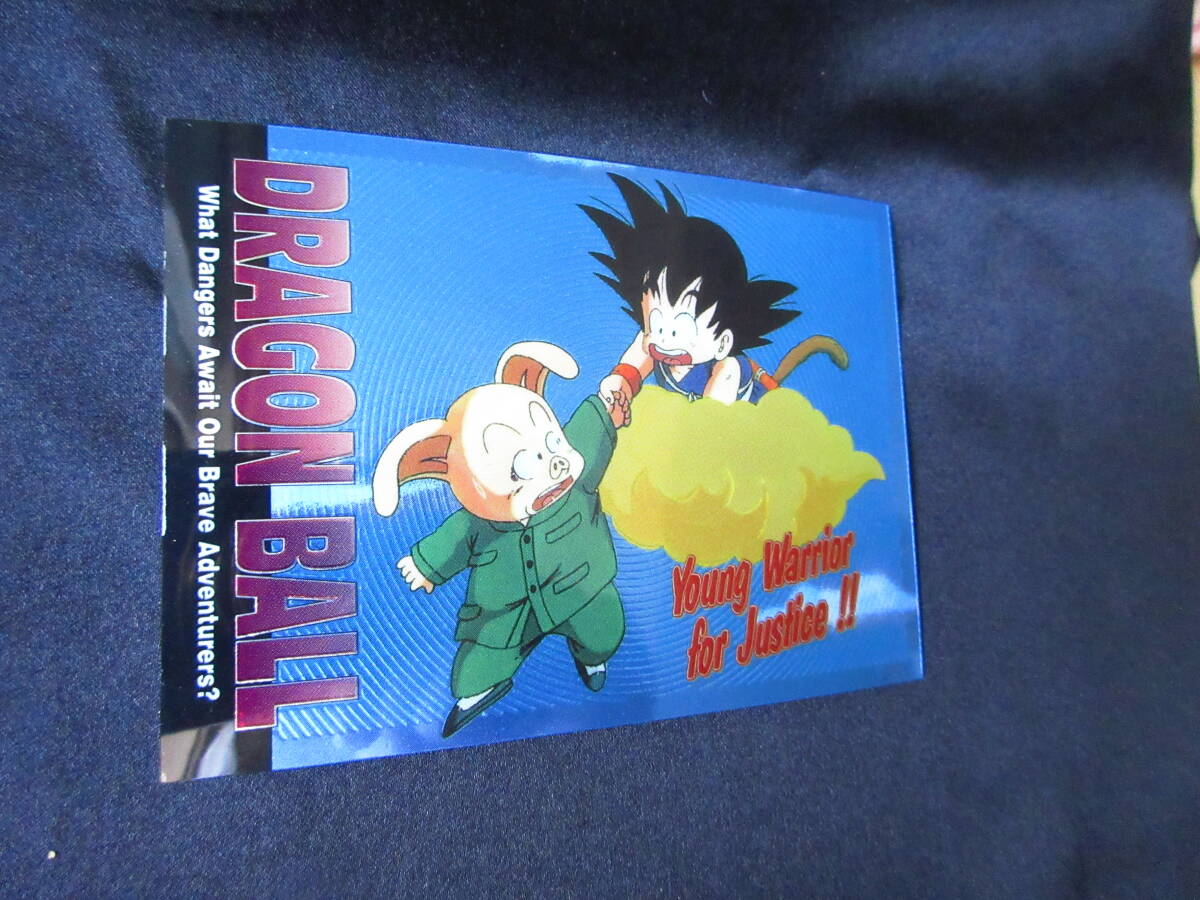 Young Warrior
for Justice !!
DRAGON BALL
What Dangers Await Our Brave Adventurers?